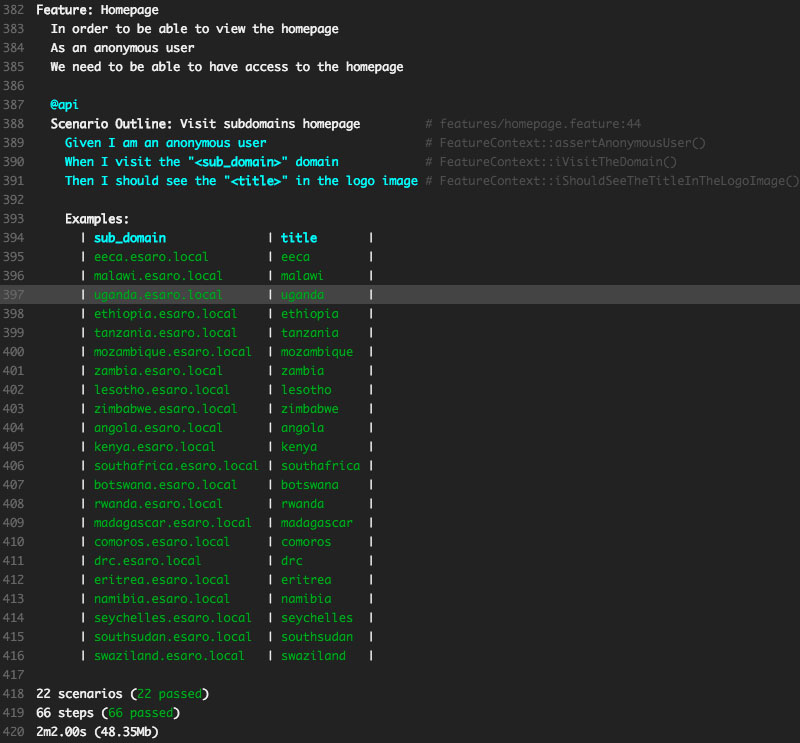 382 Feature: Homepage
383   In order to be able to view the homepage
384   As an anonymous user
385   We need to be able to have access to the homepage
386
387   @api
388   Scenario Outline: Visit subdomains homepage         # features/homepage.feature:44
389     Given I am an anonymous user                      # FeatureContext::assertAnonymousUser()
390     When I visit the "<sub_domain>" domain            # FeatureContext::iVisitTheDomain()
391     Then I should see the "<title>" in the logo image # FeatureContext::iShouldSeeTheTitleInTheLogoImage()
392
393     Examples:
394       | sub_domain              | title       |
395       | eeca.esaro.local        | eeca        |
396       | malawi.esaro.local      | malawi      |
397       | uganda.esaro.local      | uganda      |
398       | ethiopia.esaro.local    | ethiopia    |
399       | tanzania.esaro.local    | tanzania    |
400       | mozambique.esaro.local  | mozambique  |
401       | zambia.esaro.local      | zambia      |
402       | lesotho.esaro.local     | lesotho     |
403       | zimbabwe.esaro.local    | zimbabwe    |
404       | angola.esaro.local      | angola      |
405       | kenya.esaro.local       | kenya       |
406       | southafrica.esaro.local | southafrica |
407       | botswana.esaro.local    | botswana    |
408       | rwanda.esaro.local      | rwanda      |
409       | madagascar.esaro.local  | madagascar  |
410       | comoros.esaro.local     | comoros     |
411       | drc.esaro.local         | drc         |
412       | eritrea.esaro.local     | eritrea     |
413       | namibia.esaro.local     | namibia     |
414       | seychelles.esaro.local  | seychelles  |
415       | southsudan.esaro.local  | southsudan  |
416       | swaziland.esaro.local   | swaziland   |
417
418 22 scenarios (22 passed)
419 66 steps (66 passed)
420 2m2.00s (48.35Mb)